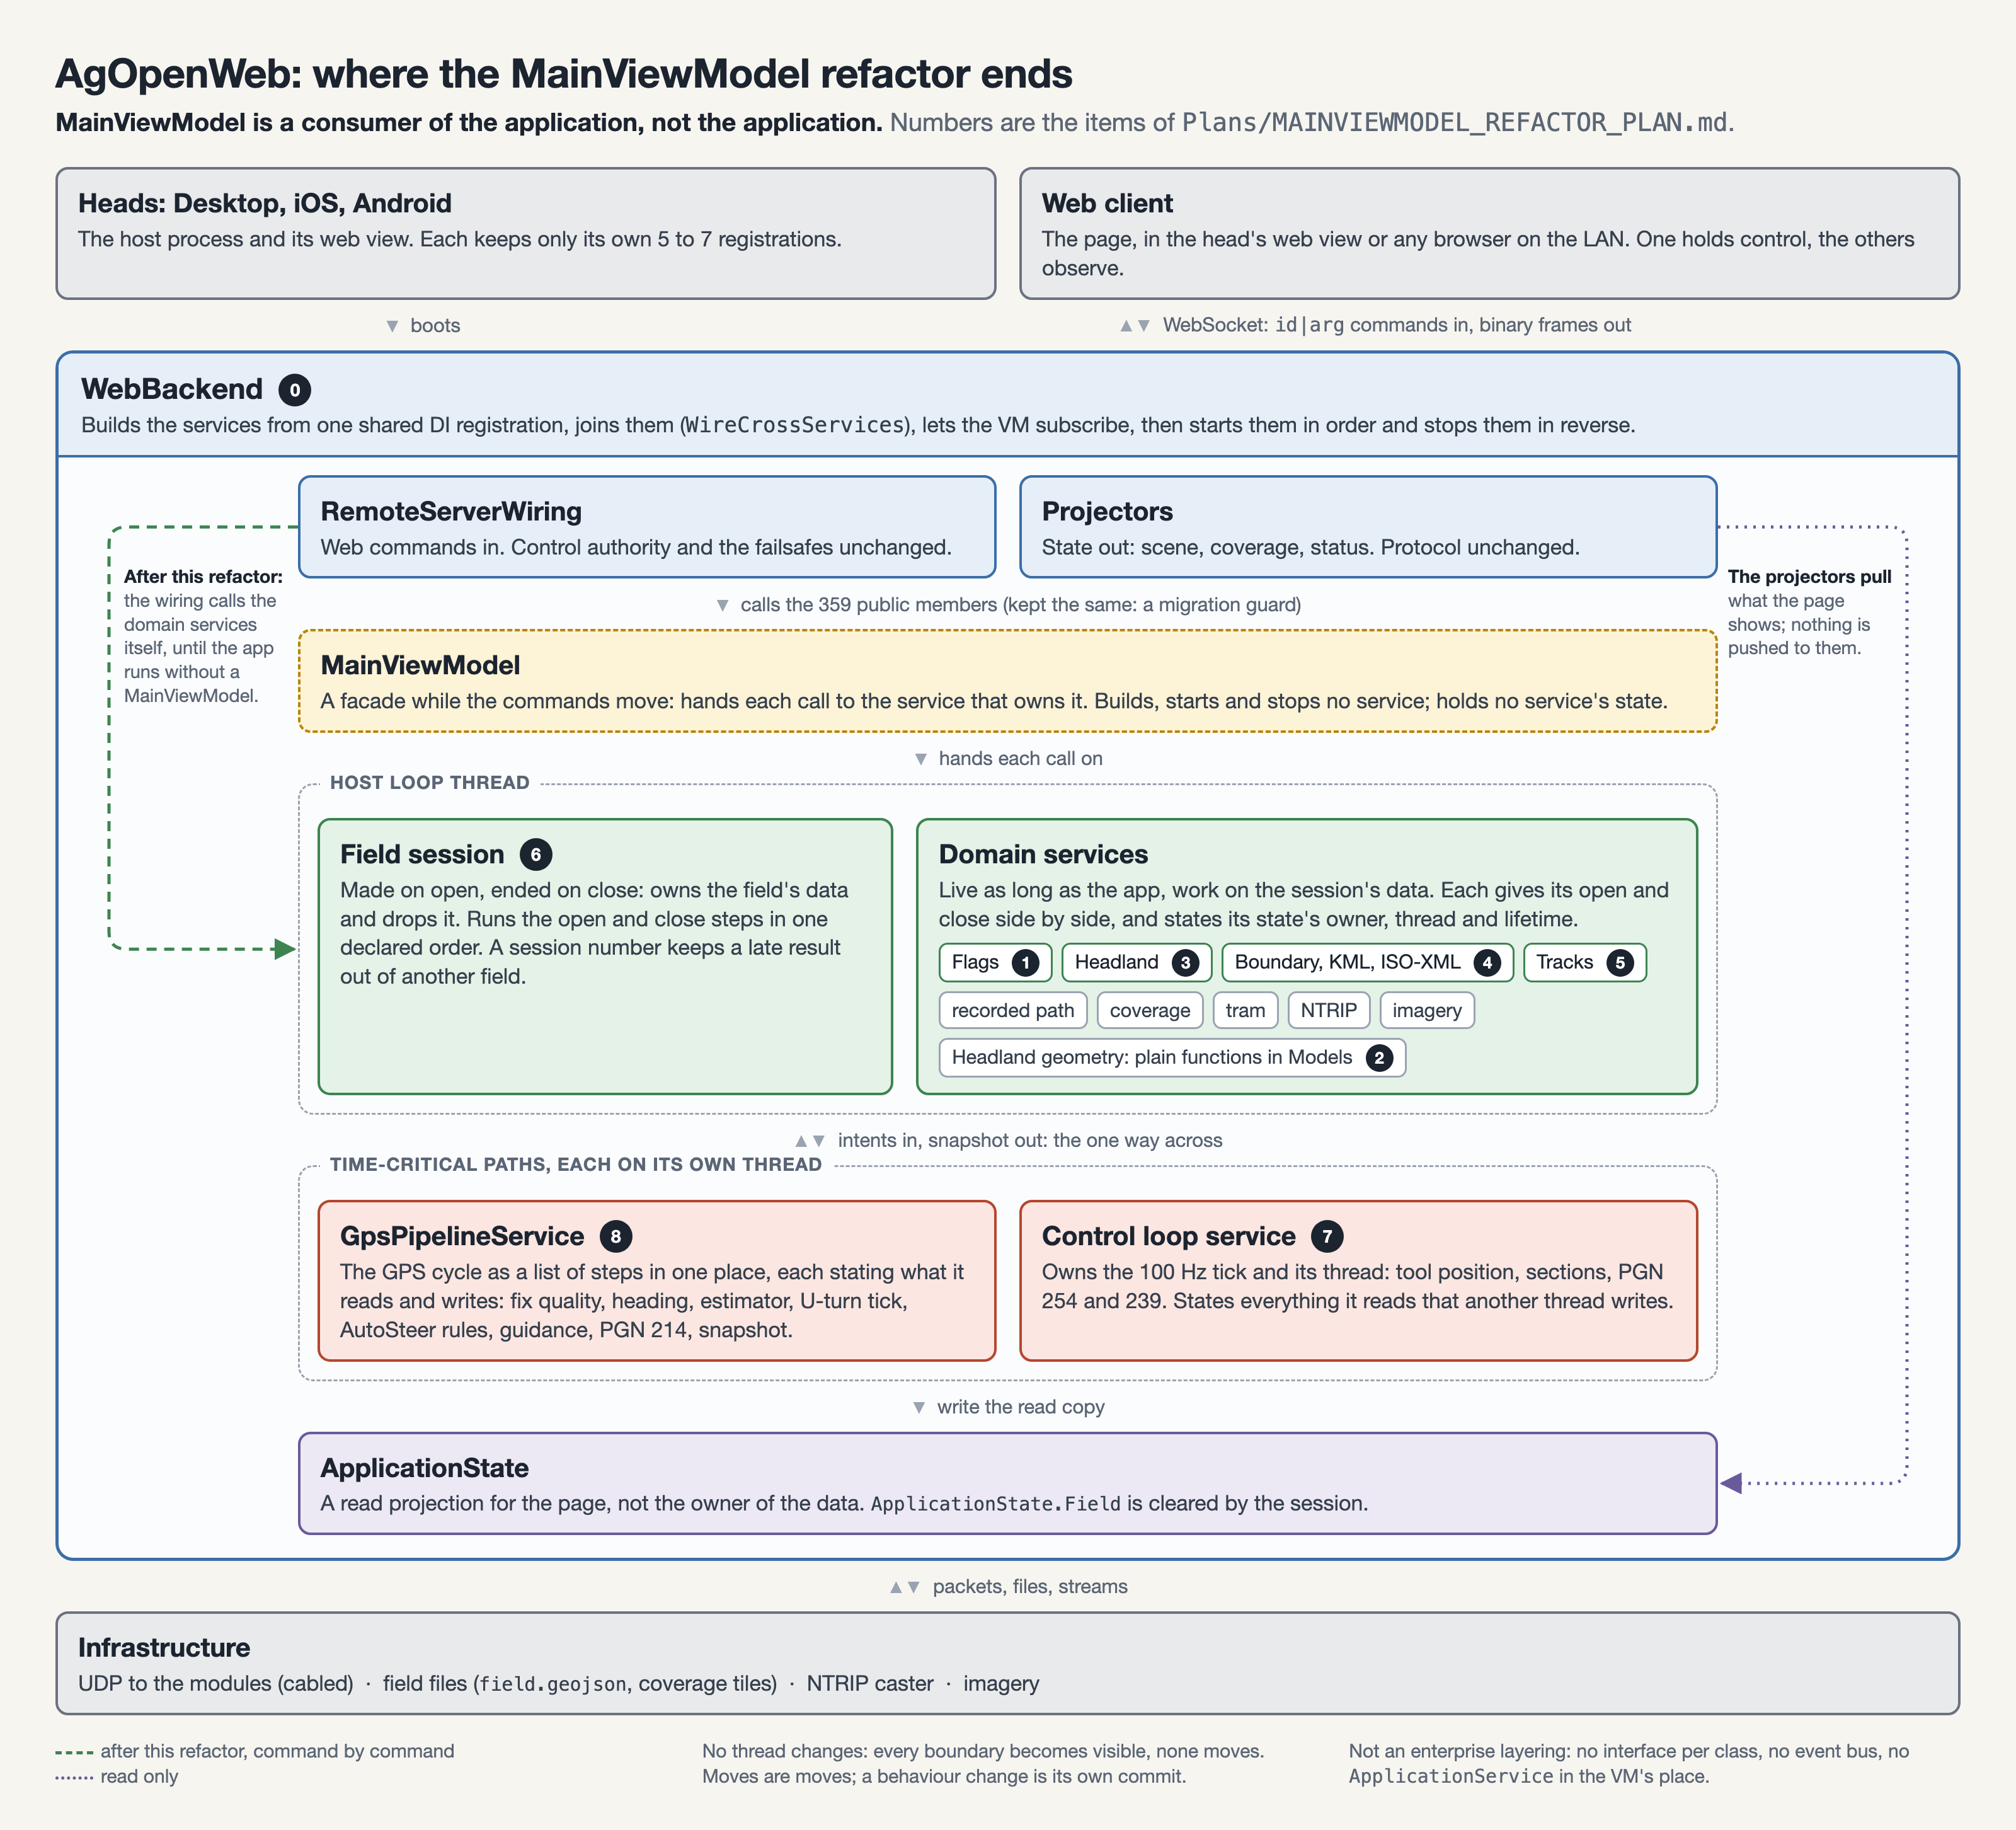 AgOpenWeb: where the MainViewModel refactor ends
MainViewModel is a consumer of the application, not the application. Numbers are the items of Plans/MAINVIEWMODEL_REFACTOR_PLAN.md.
Heads: Desktop, iOS, Android
The host process and its web view. Each keeps only its own 5 to 7 registrations.
Web client
The page, in the head's web view or any browser on the LAN. One holds control, the others
observe.
▼ boots
▲▼ WebSocket: id|arg commands in, binary frames out
WebBackend 0
Builds the services from one shared DI registration, joins them (WireCrossServices), lets the VM subscribe, then starts them in order and stops them in reverse.
RemoteServerWiring
Web commands in. Control authority and the failsafes unchanged.
Projectors
State out: scene, coverage, status. Protocol unchanged.
After this refactor:
the wiring calls the
domain services
itself, until the app
runs without a
MainViewModel.
The projectors pull
what the page
shows; nothing is
pushed to them.
▼ calls the 359 public members (kept the same: a migration guard)
MainViewModel
A facade while the commands move: hands each call to the service that owns it. Builds, starts and stops no service; holds no service's state.
▼ hands each call on
HOST LOOP THREAD
Field session 6
Made on open, ended on close: owns the field's data
and drops it. Runs the open and close steps in one
declared order. A session number keeps a late result
out of another field.
Domain services
Live as long as the app, work on the session's data. Each gives its open and
close side by side, and states its state's owner, thread and lifetime.
Flags 1 Headland 3 Boundary, KML, ISO-XML 4 Tracks 5
recorded path coverage tram NTRIP imagery
Headland geometry: plain functions in Models 2
▲▼ intents in, snapshot out: the one way across
TIME-CRITICAL PATHS, EACH ON ITS OWN THREAD
GpsPipelineService 8
The GPS cycle as a list of steps in one place, each stating what it
reads and writes: fix quality, heading, estimator, U-turn tick,
AutoSteer rules, guidance, PGN 214, snapshot.
Control loop service 7
Owns the 100 Hz tick and its thread: tool position, sections, PGN
254 and 239. States everything it reads that another thread writes.
▼ write the read copy
ApplicationState
A read projection for the page, not the owner of the data. ApplicationState.Field is cleared by the session.
▲▼ packets, files, streams
Infrastructure
UDP to the modules (cabled) · field files (field.geojson, coverage tiles) · NTRIP caster · imagery
after this refactor, command by command
read only
No thread changes: every boundary becomes visible, none moves.
Moves are moves; a behaviour change is its own commit.
Not an enterprise layering: no interface per class, no event bus, no
ApplicationService in the VM's place.